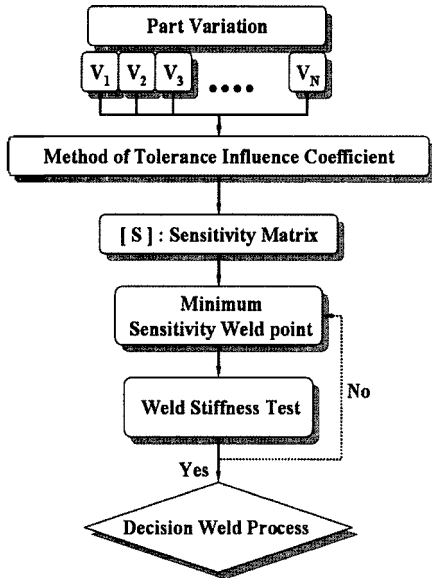 Part Variation
V1 V2 V3 •••• VN
Method of Tolerance Influence Coefficient
[ S ] : Sensitivity Matrix
Minimum
Sensitivity Weld point
No
Weld Stiffness Test
Yes
Decision Weld Process